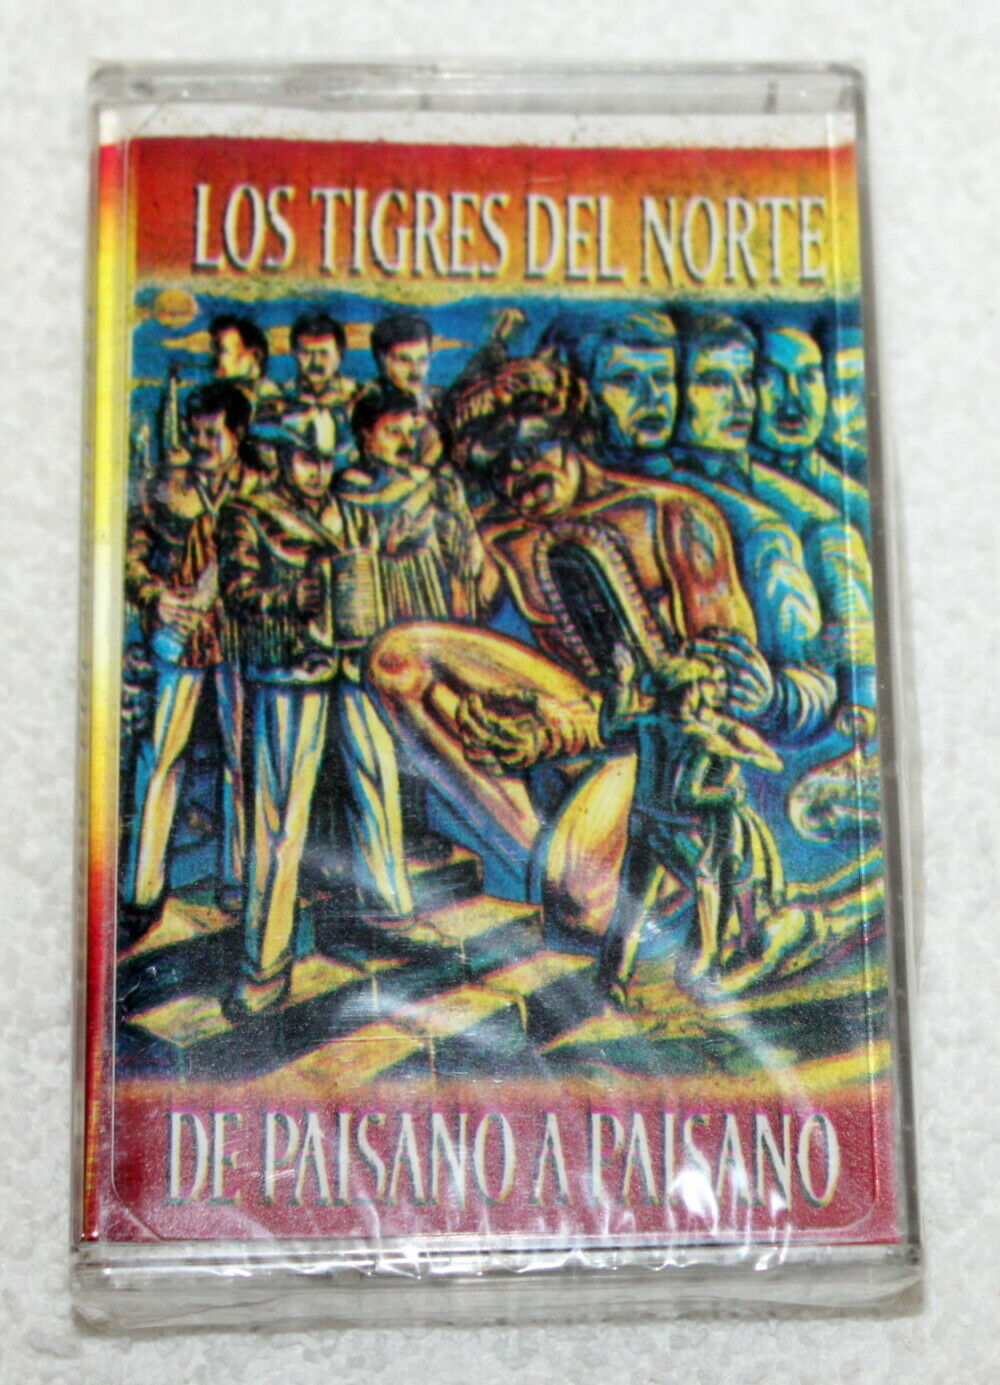 LOS TIGRES DEL NORTE
DE PAISANO A PAISANO